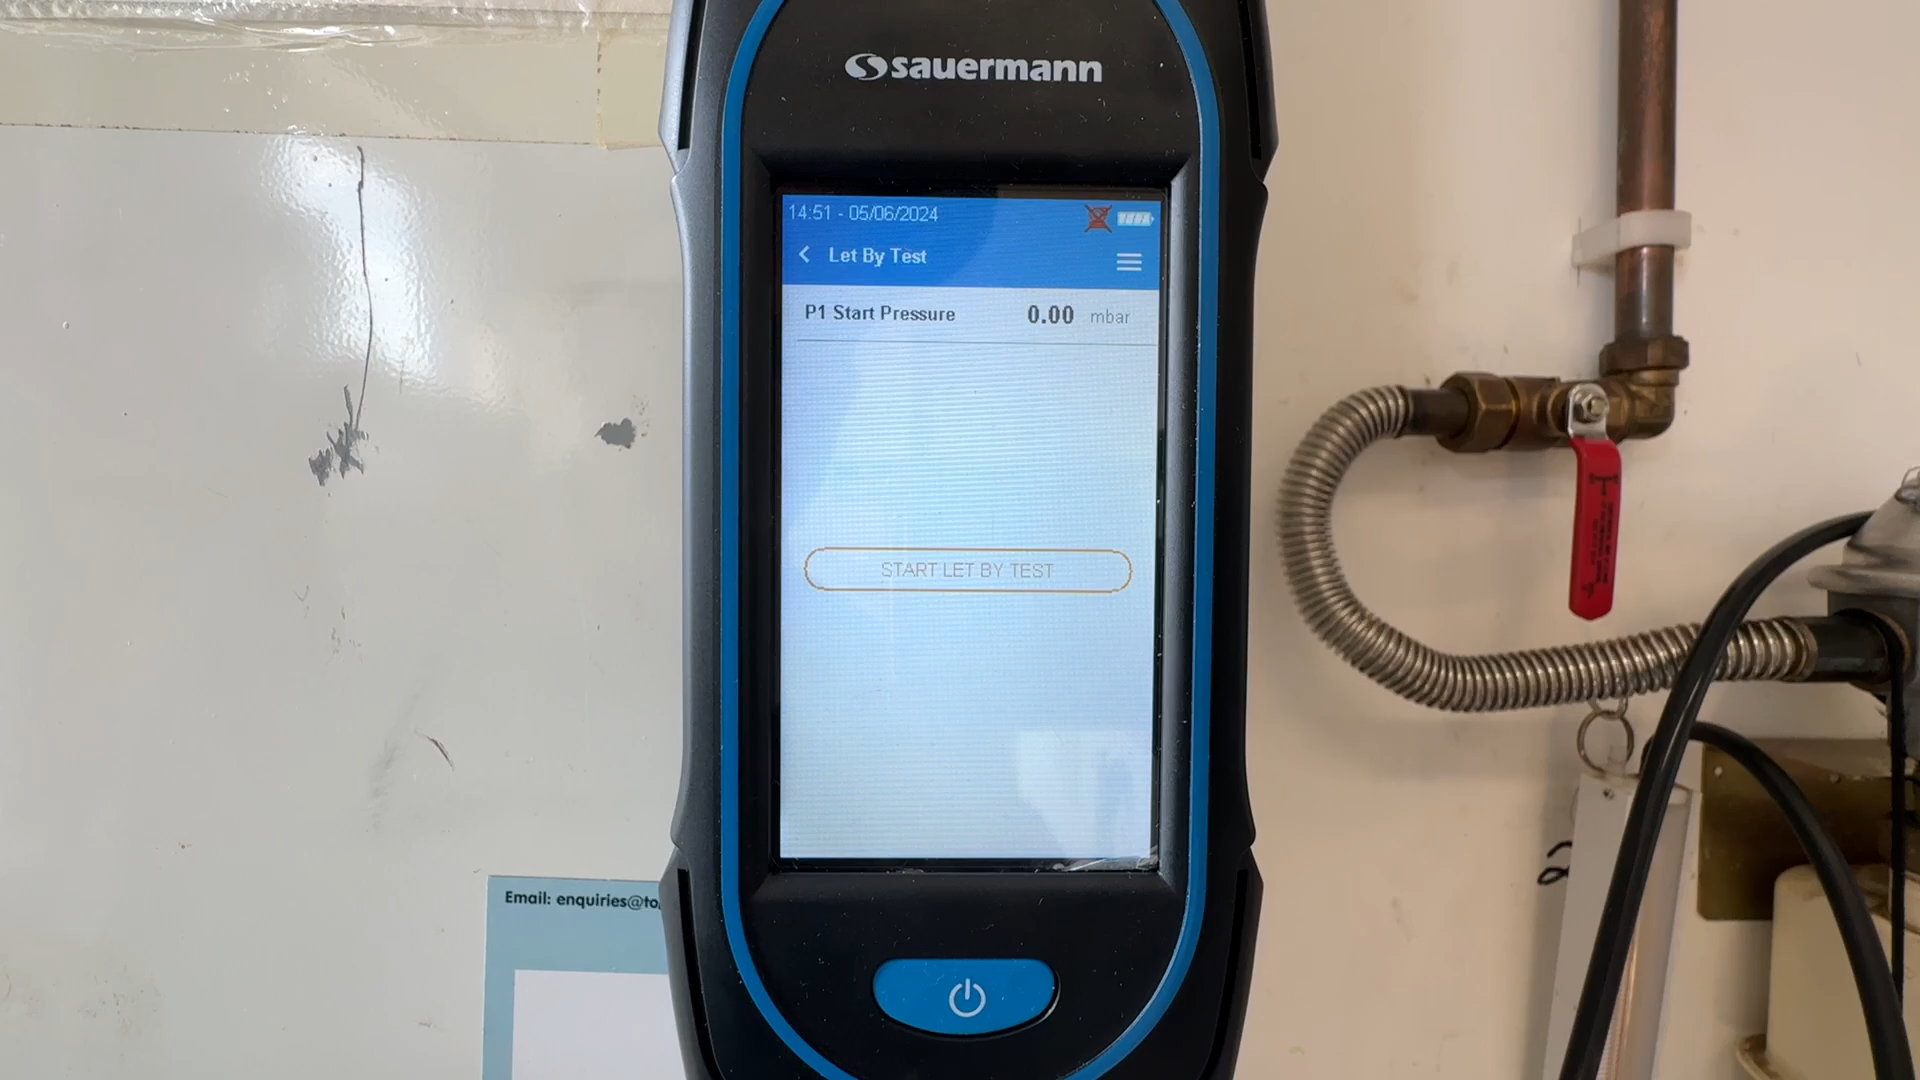 sauermann
14:51 - 05/06/2024
Let By Test
P1 Start Pressure 0.00 mbar
START LET BY TEST
Email: enquiries@to